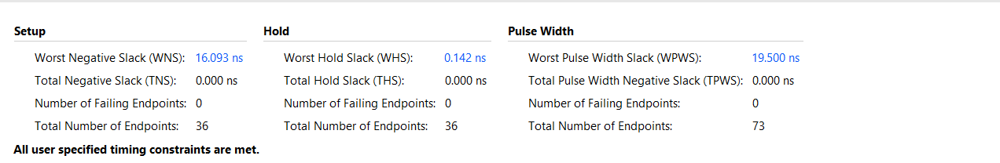 Setup Hold Pulse Width
Worst Negative Slack (WNS): 16.093 ns Worst Hold Slack (WHS): 0.142 ns Worst Pulse Width Slack (WPWS): 19.500 ns
Total Negative Slack (TNS): 0.000 ns Total Hold Slack (THS): 0.000 ns Total Pulse Width Negative Slack (TPWS): 0.000 ns
Number of Failing Endpoints: 0 Number of Failing Endpoints: 0 Number of Failing Endpoints: 0
Total Number of Endpoints: 36 Total Number of Endpoints: 36 Total Number of Endpoints: 73
All user specified timing constraints are met.